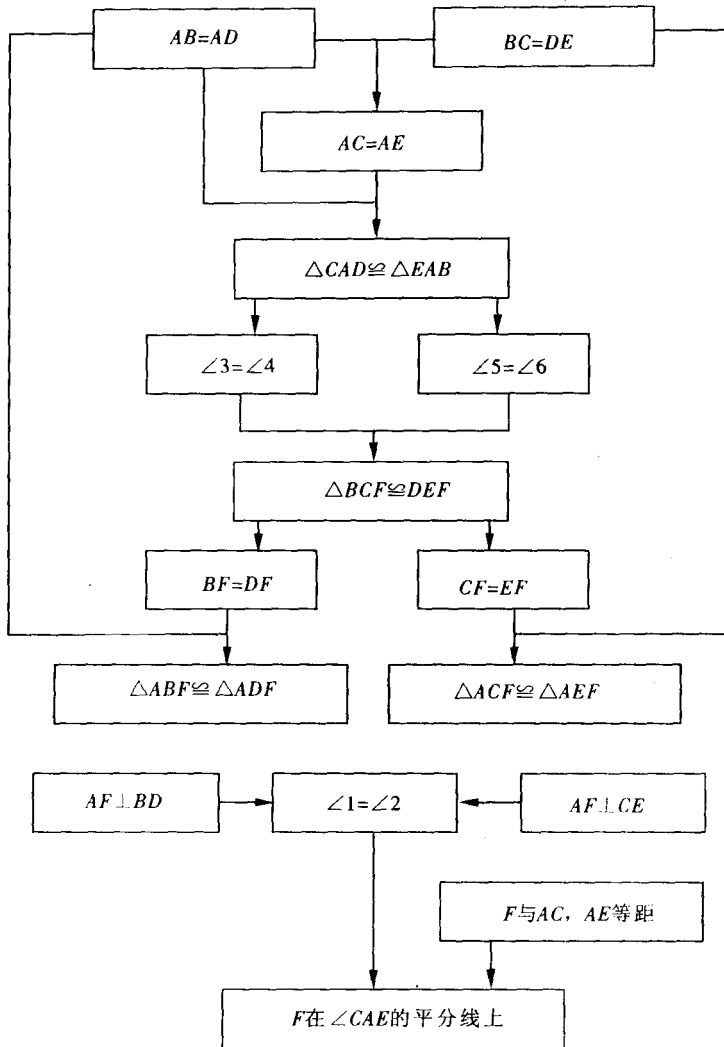 AB=AD
BC=DE
AC=AE
△CAD≌△EAB
∠3=∠4
∠5=∠6
△BCF≌DEF
BF=DF
CF=EF
△ABF≌△ADF
△ACF≌△AEF
AF⊥BD
∠1=∠2
AF⊥CE
F与AC，AE等距
F在∠CAE的平分线上